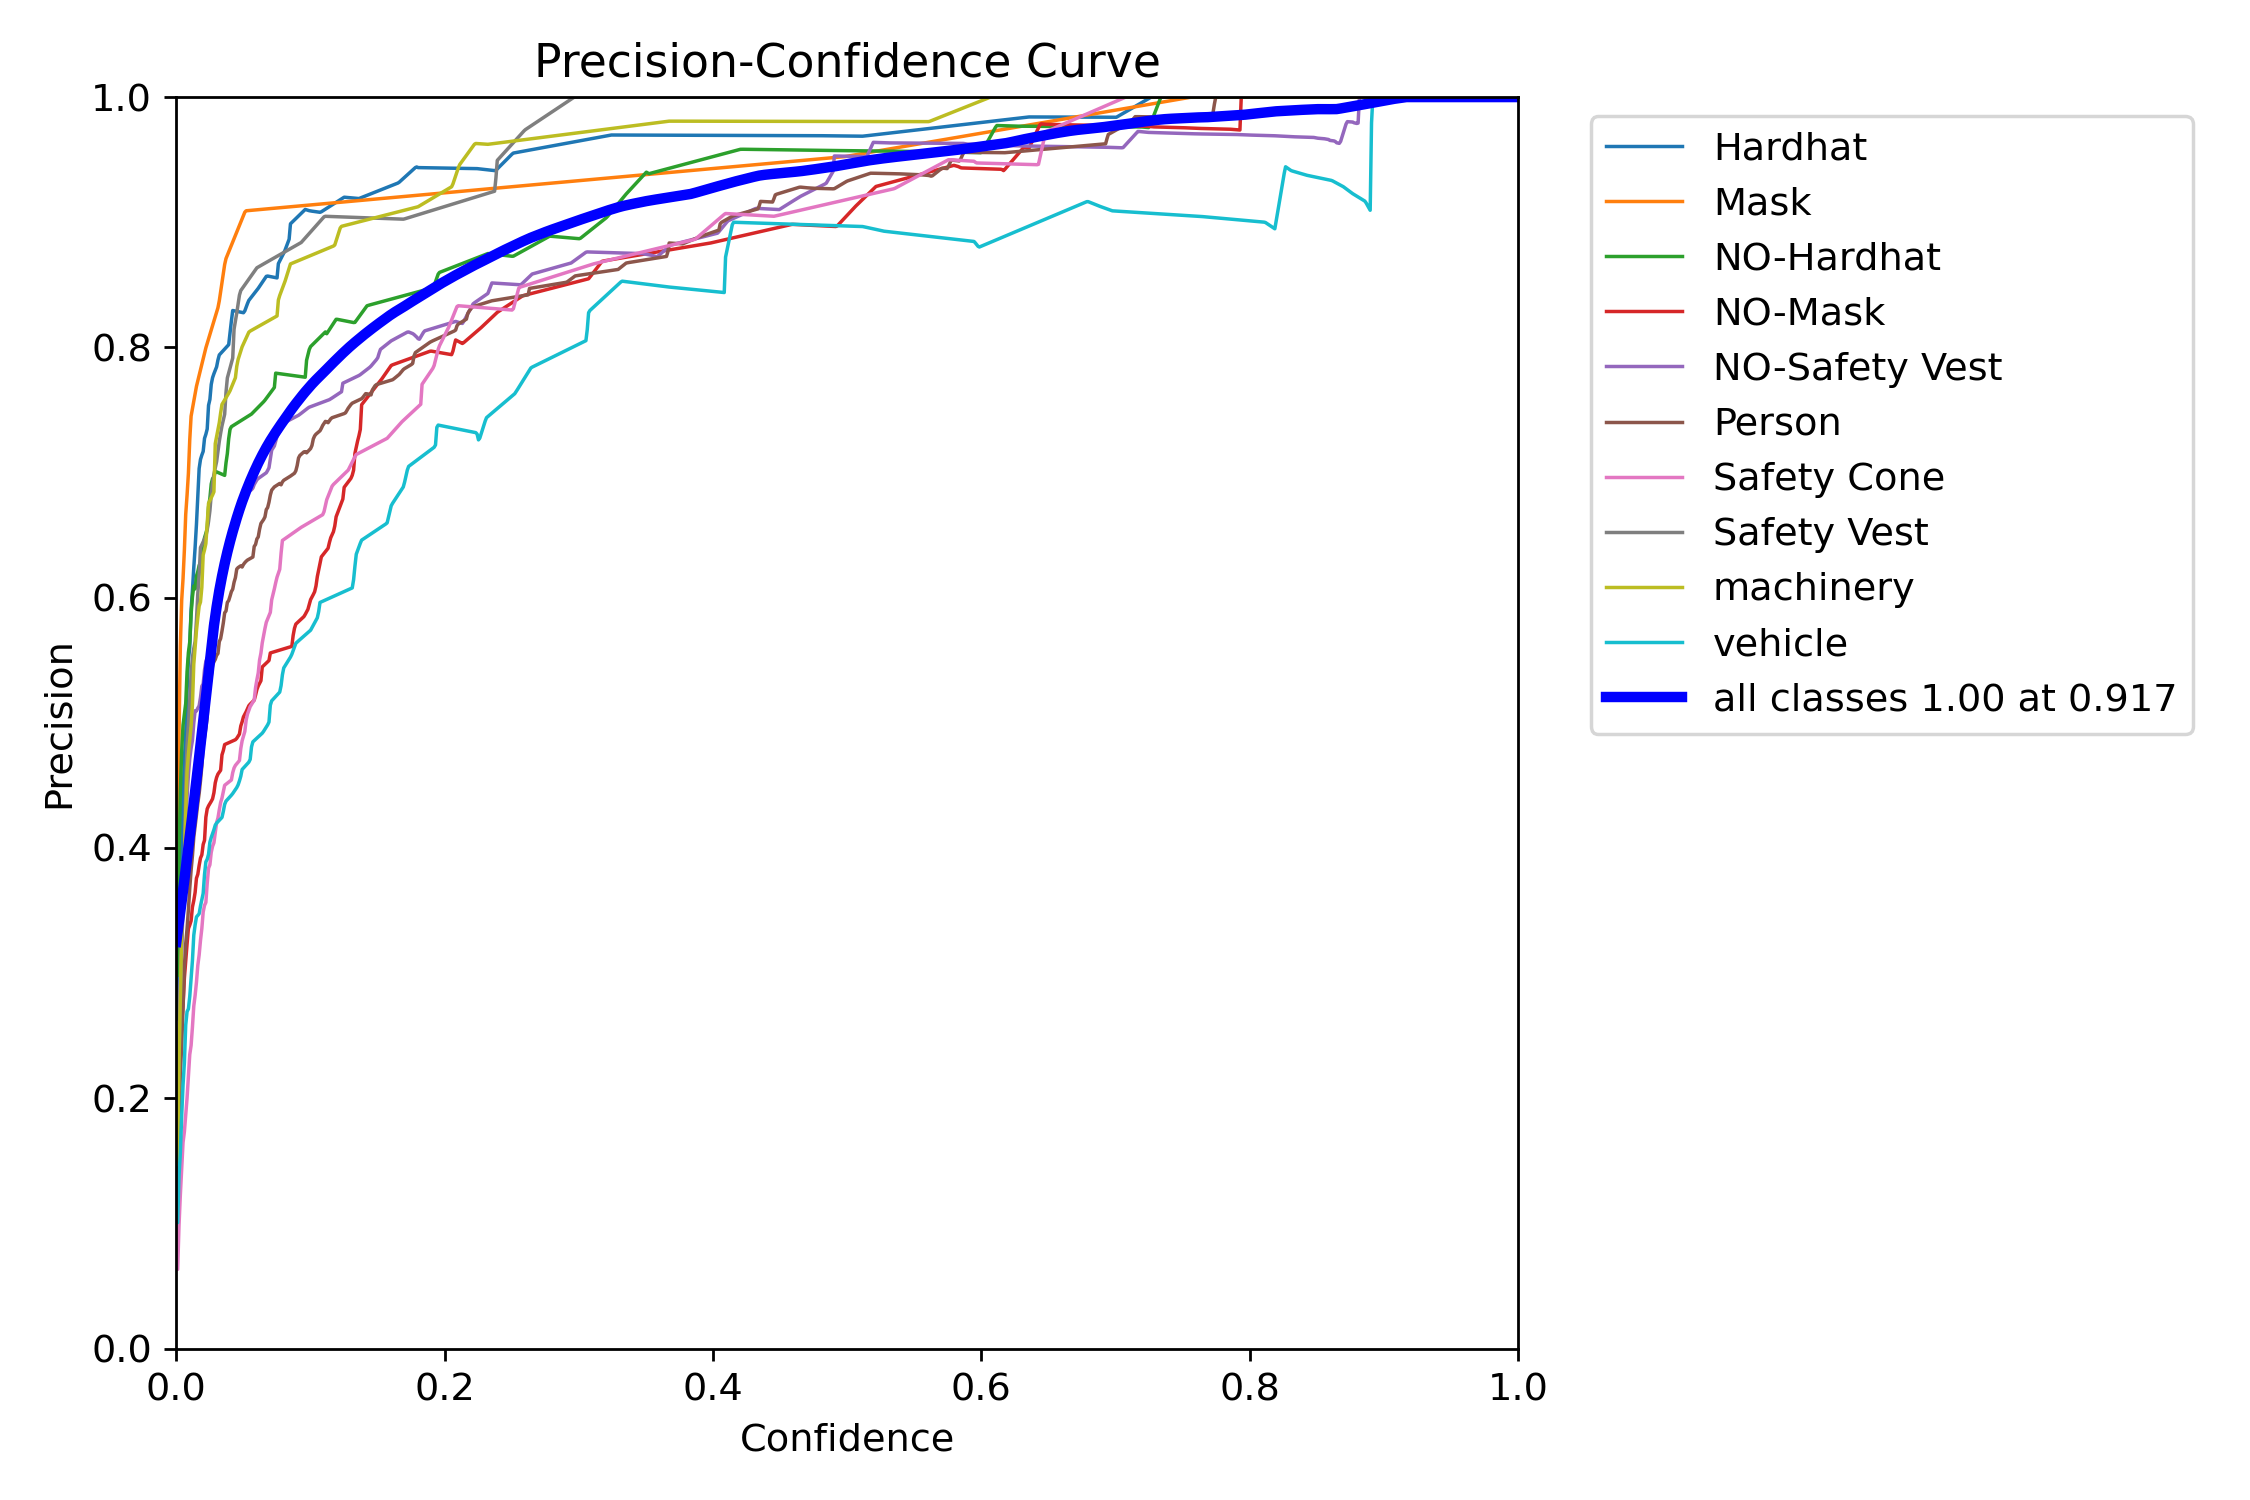 Precision-Confidence Curve
1.0
0.8
0.6
0.4
0.2
0.0
Precision
0.0 0.2 0.4 0.6 0.8 1.0
Confidence
Hardhat
Mask
NO-Hardhat
NO-Mask
NO-Safety Vest
Person
Safety Cone
Safety Vest
machinery
vehicle
all classes 1.00 at 0.917